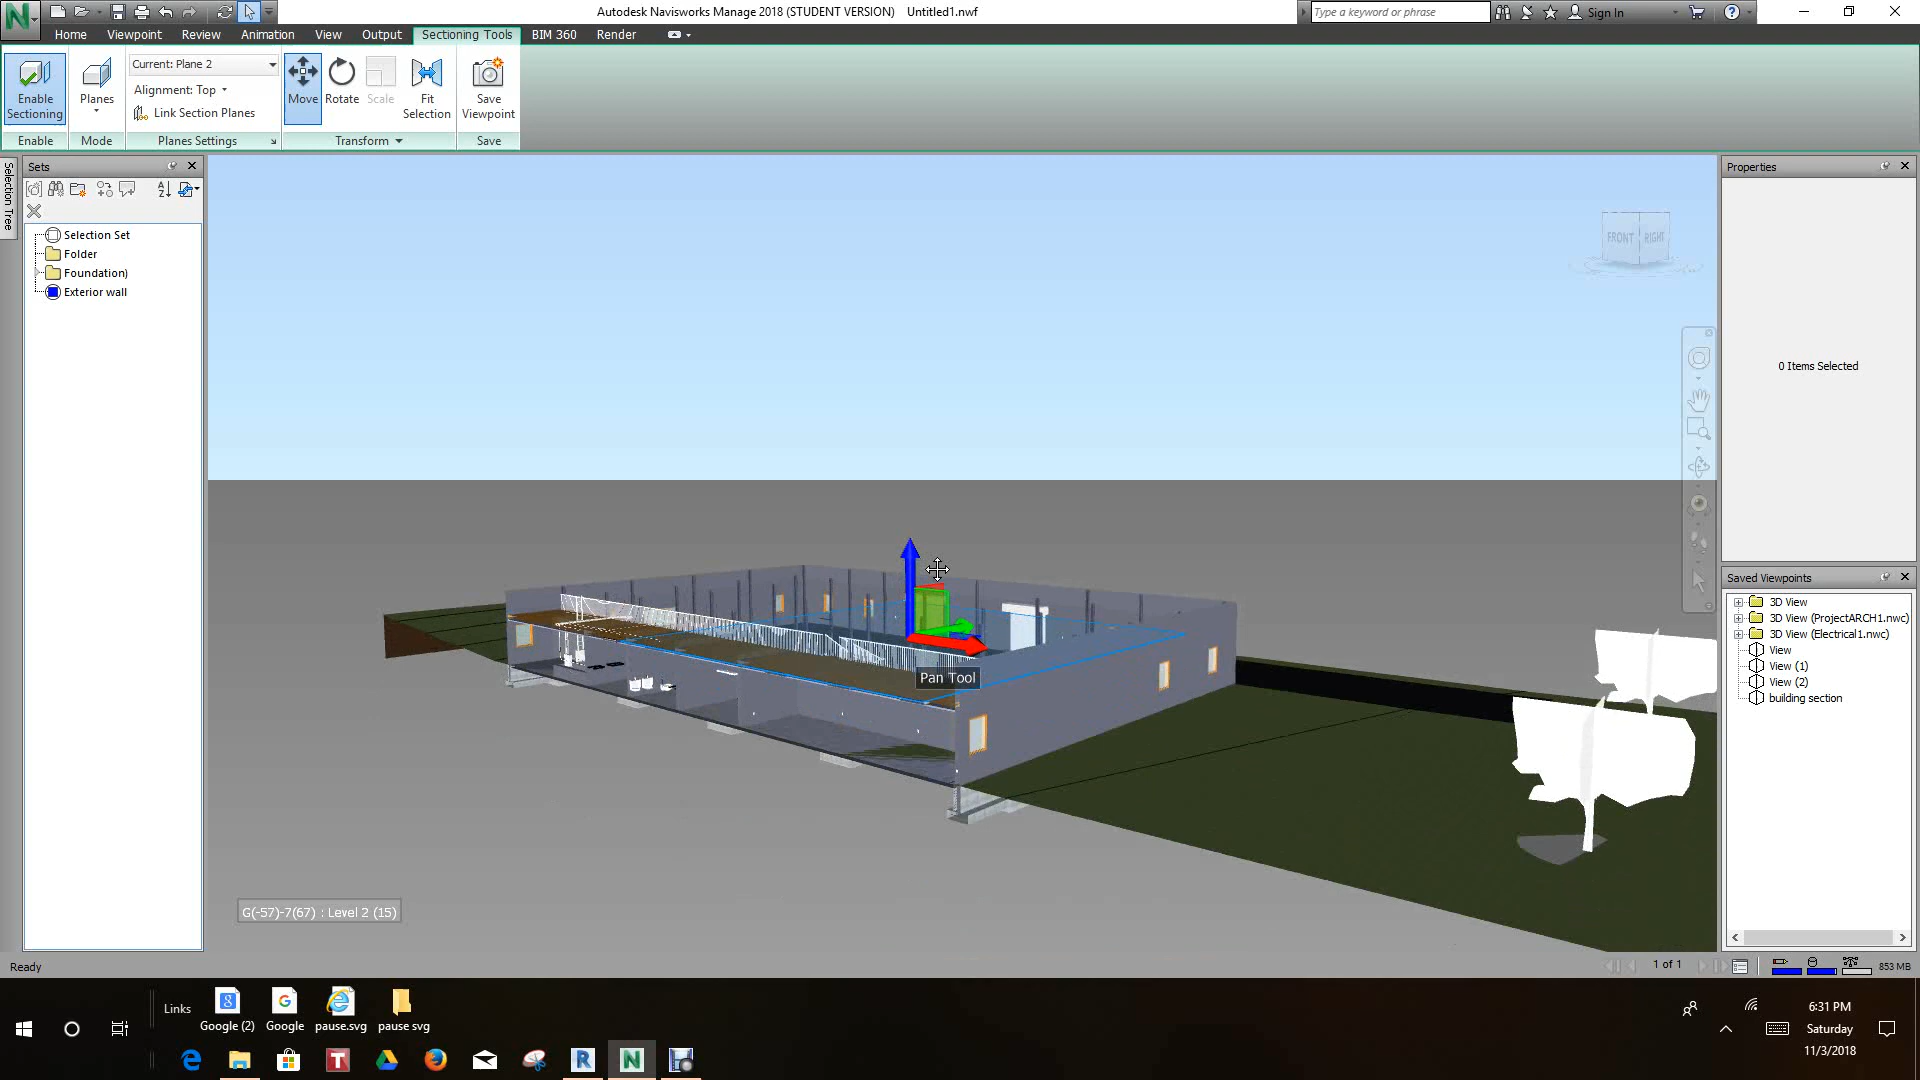 Autodesk Navisworks Manage 2018 (STUDENT VERSION) Untitled1.nwf
Type a keyword or phrase
Sign In
Home Viewpoint Review Animation View Output Sectioning Tools BIM 360 Render
Enable Sectioning
Planes
Current: Plane 2
Alignment: Top
Link Section Planes
Move
Rotate
Scale
Fit Selection
Save Viewpoint
Enable
Mode
Planes Settings
Transform
Save
Selection Tree
Sets
Selection Set
Folder
Foundation)
Exterior wall
FRONT
RIGHT
Pan Tool
G(-57)-7(67) : Level 2 (15)
Properties
0 Items Selected
Saved Viewpoints
3D View
3D View (ProjectARCH1.nwc)
3D View (Electrical1.nwc)
View
View (1)
View (2)
building section
Ready
1 of 1
853 MB
Links
Google (2)
Google
pause.svg
pause svg
6:31 PM
Saturday
11/3/2018